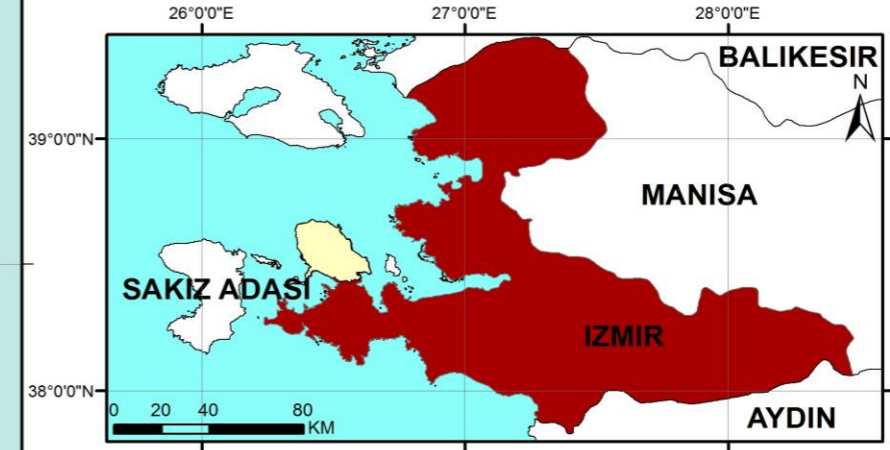 26°0'0"E 27°0'0"E 28°0'0"E
BALIKESIR
N
39°0'0"N
MANISA
SAKIZ ADASI
IZMIR
38°0'0"N
0 20 40 80
KM
AYDIN